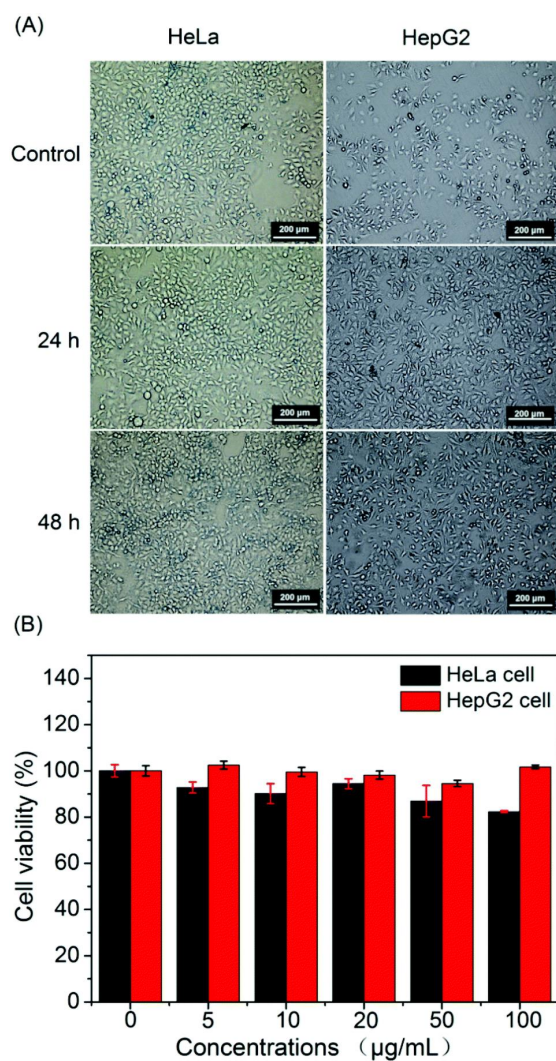 (A)
HeLa HepG2
Control
200 μm 200 μm
24 h
200 μm 200 μm
48 h
200 μm 200 μm
(B)
140
120
100
80
60
40
20
0
Cell viability (%)
HeLa cell
HepG2 cell
0 5 10 20 50 100
Concentrations （μg/mL）